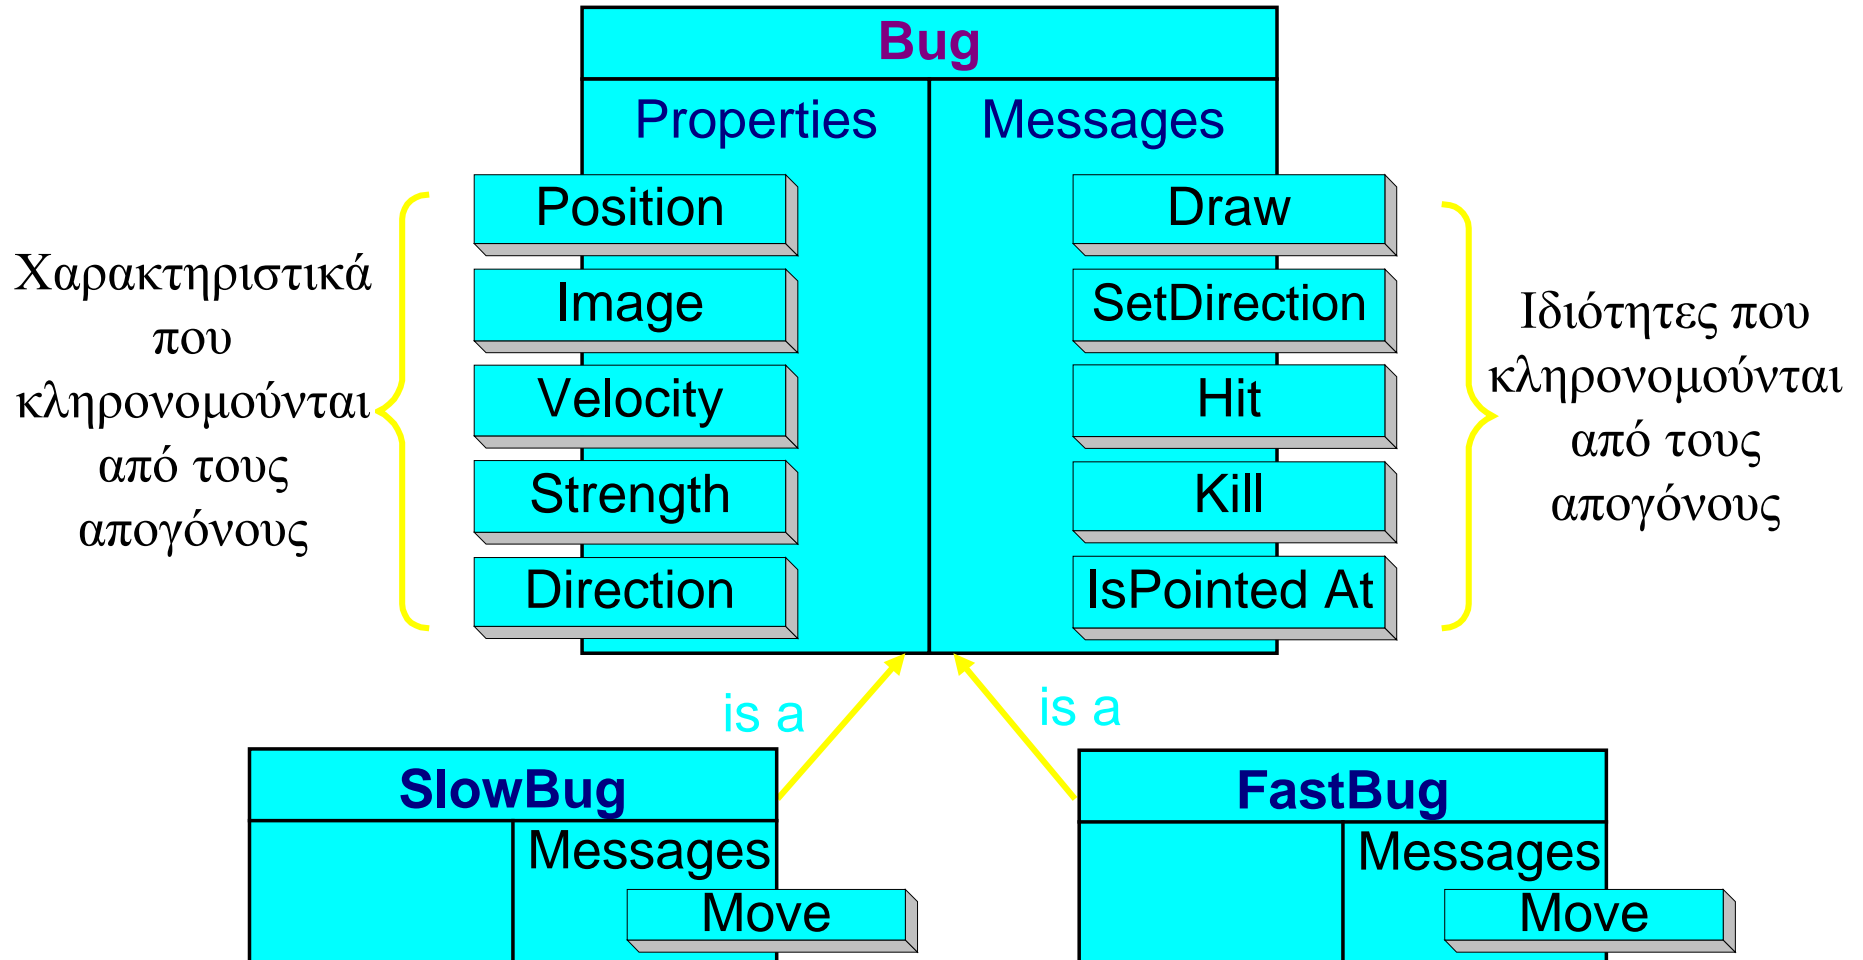 Bug
Properties
Messages
Position
Image
Velocity
Strength
Direction
Draw
SetDirection
Hit
Kill
IsPointed At
Χαρακτηριστικά
που
κληρονομούνται
από τους
απογόνους
Ιδιότητες που
κληρονομούνται
από τους
απογόνους
is a
is a
SlowBug
Messages
Move
FastBug
Messages
Move